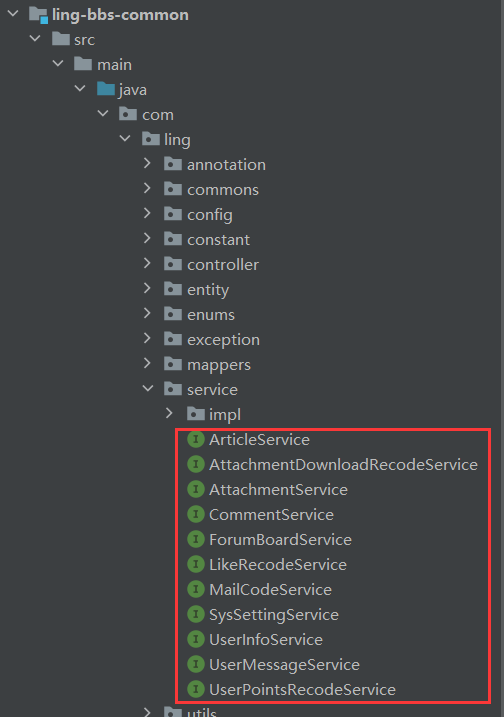 ling-bbs-common
src
main
java
com
ling
annotation
commons
config
constant
controller
entity
enums
exception
mappers
service
impl
I ArticleService
I AttachmentDownloadRecodeService
I AttachmentService
I CommentService
I ForumBoardService
I LikeRecodeService
I MailCodeService
I SysSettingService
I UserInfoService
I UserMessageService
I UserPointsRecodeService
utils